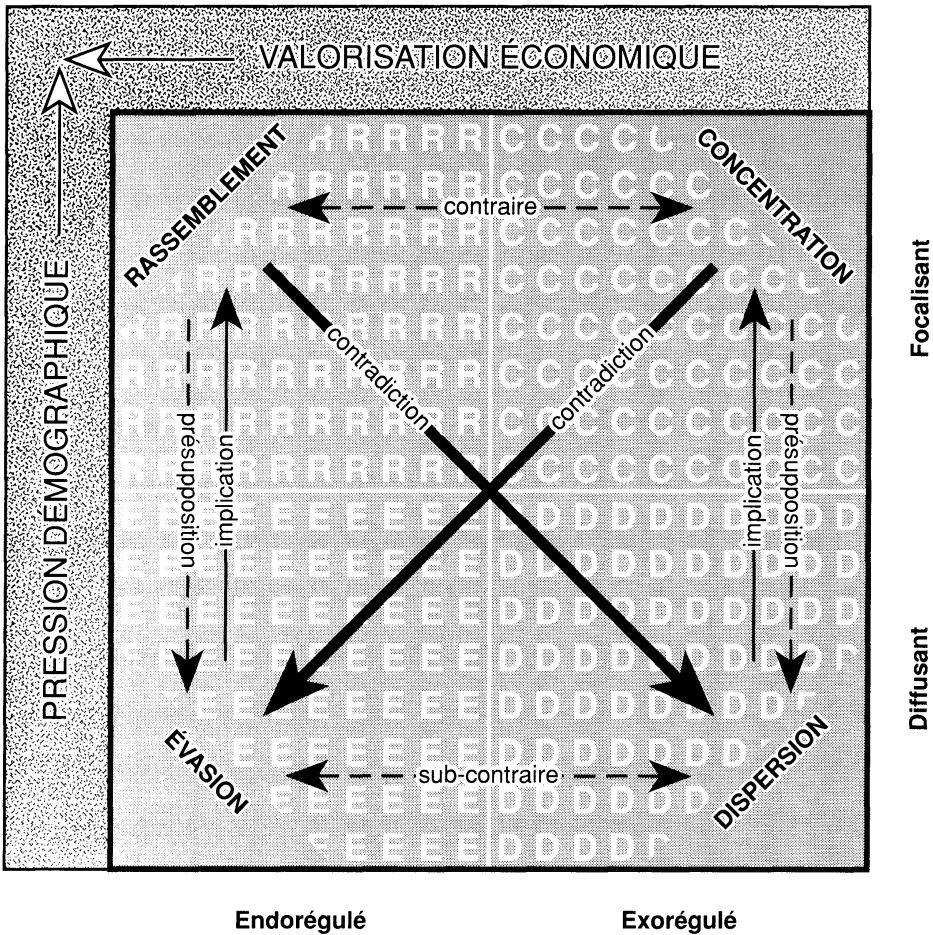 VALORISATION ÉCONOMIQUE
PRESSION DÉMOGRAPHIQUE
RASSEMBLEMENT
CONCENTRATION
contraire
contradiction
contradiction
présupposition
implication
implication
présupposition
ÉVASION
DISPERSION
sub-contraire
Focalisant
Diffusant
Endorégulé
Exorégulé